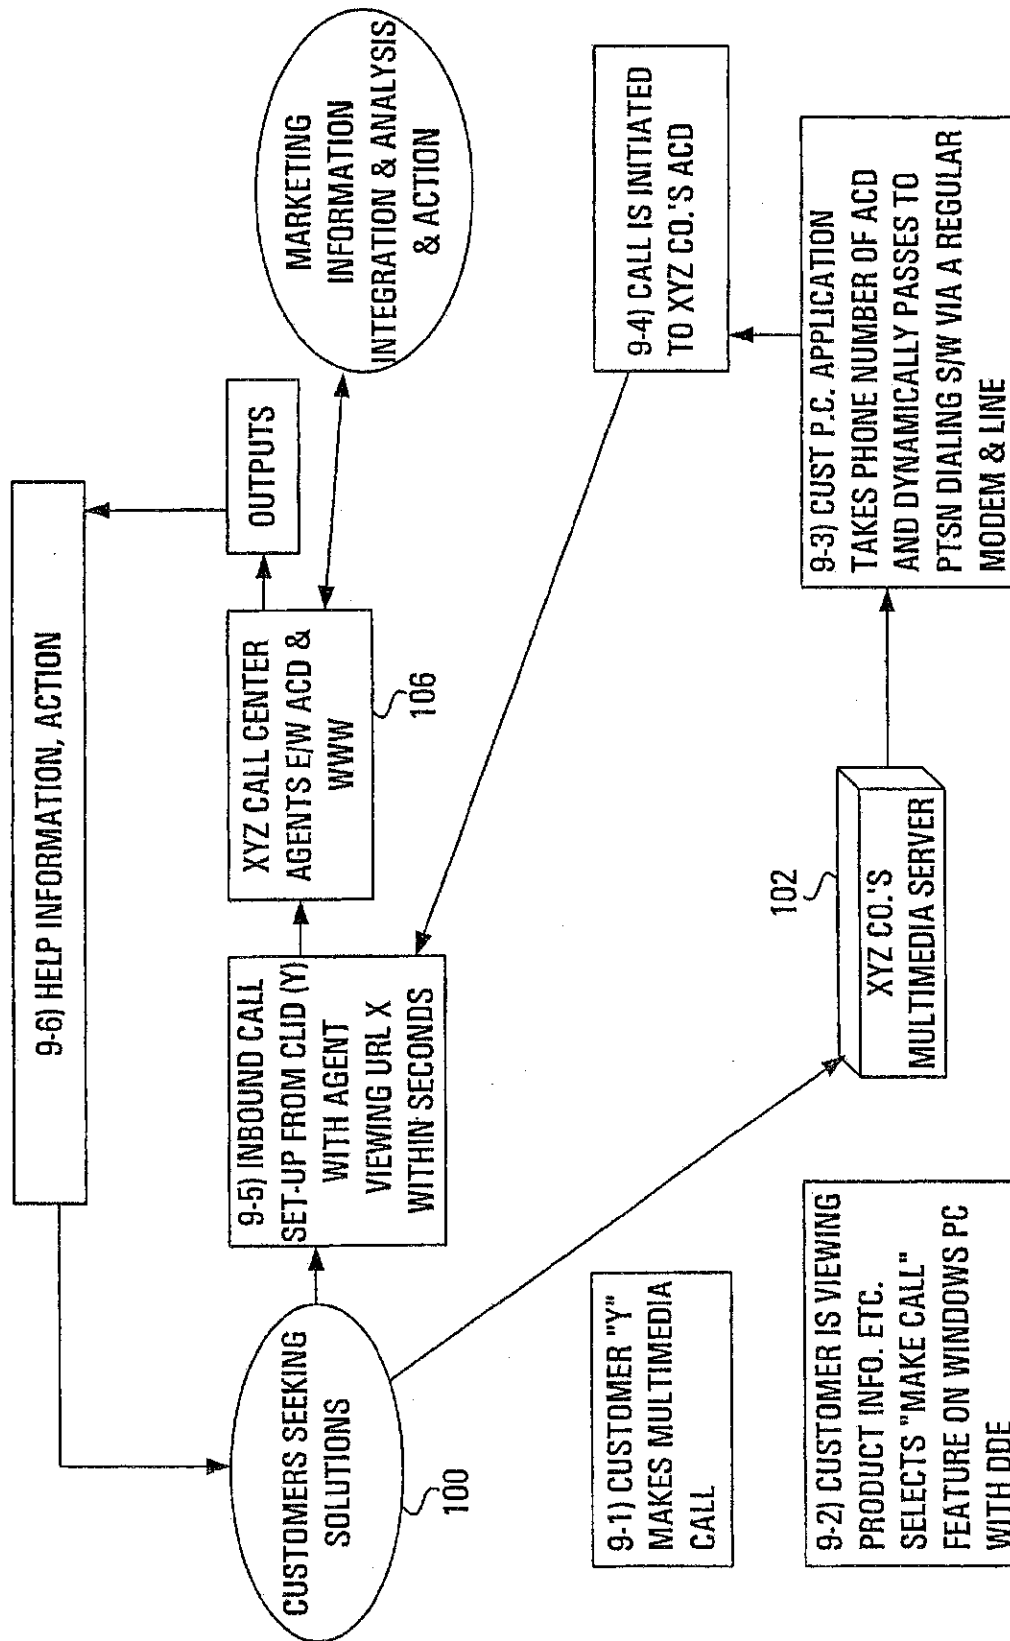 9-6) HELP INFORMATION, ACTION
CUSTOMERS SEEKING
SOLUTIONS
100
9-5) INBOUND CALL
SET-UP FROM CLID (Y)
WITH AGENT
VIEWING URL X
WITHIN SECONDS
XYZ CALL CENTER
AGENTS E/W ACD &
WWW
106
OUTPUTS
MARKETING
INFORMATION
INTEGRATION & ANALYSIS
& ACTION
9-1) CUSTOMER "Y"
MAKES MULTIMEDIA
CALL
9-4) CALL IS INITIATED
TO XYZ CO.'S ACD
9-2) CUSTOMER IS VIEWING
PRODUCT INFO. ETC.
SELECTS "MAKE CALL"
FEATURE ON WINDOWS PC
WITH DDE
102
XYZ CO.'S
MULTIMEDIA SERVER
9-3) CUST P.C. APPLICATION
TAKES PHONE NUMBER OF ACD
AND DYNAMICALLY PASSES TO
PTSN DIALING S/W VIA A REGULAR
MODEM & LINE